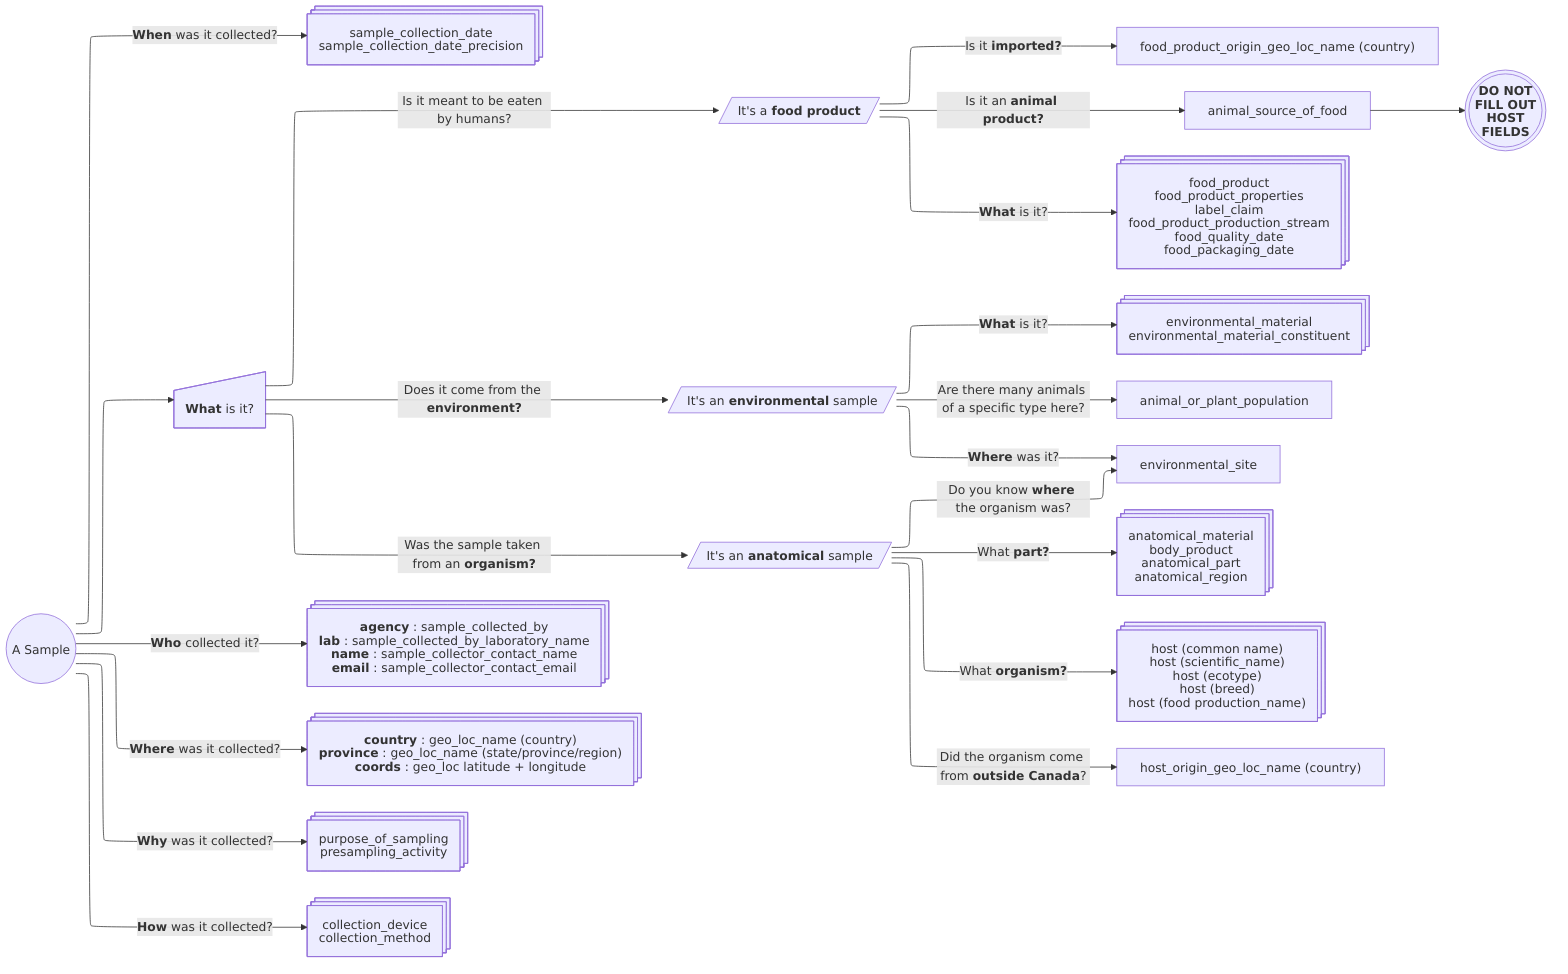 When was it collected?
sample_collection_date
sample_collection_date_precision
Is it meant to be eaten
by humans?
It's a food product
Is it imported?
food_product_origin_geo_loc_name (country)
Is it an animal
product?
animal_source_of_food
DO NOT
FILL OUT
HOST
FIELDS
What is it?
food_product
food_product_properties
label_claim
food_product_production_stream
food_quality_date
food_packaging_date
What is it?
Does it come from the
environment?
It's an environmental sample
What is it?
environmental_material
environmental_material_constituent
Are there many animals
of a specific type here?
animal_or_plant_population
Where was it?
environmental_site
Do you know where
the organism was?
Was the sample taken
from an organism?
It's an anatomical sample
What part?
anatomical_material
body_product
anatomical_part
anatomical_region
What organism?
host (common name)
host (scientific_name)
host (ecotype)
host (breed)
host (food production_name)
Did the organism come
from outside Canada?
host_origin_geo_loc_name (country)
A Sample
Who collected it?
agency : sample_collected_by
lab : sample_collected_by_laboratory_name
name : sample_collector_contact_name
email : sample_collector_contact_email
Where was it collected?
country : geo_loc_name (country)
province : geo_loc_name (state/province/region)
coords : geo_loc latitude + longitude
Why was it collected?
purpose_of_sampling
presampling_activity
How was it collected?
collection_device
collection_method